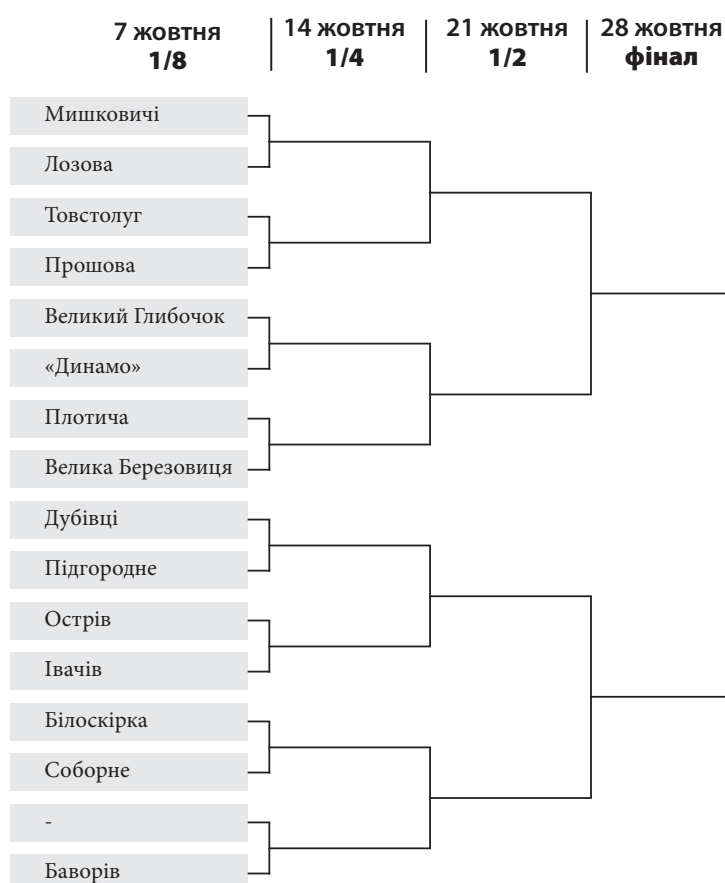 7 жовтня
1/8
14 жовтня
1/4
21 жовтня
1/2
28 жовтня
фінал
Мишковичі
Лозова
Товстолуг
Прошова
Великий Глибочок
«Динамо»
Плотича
Велика Березовиця
Дубівці
Підгородне
Острів
Івачів
Білоскірка
Соборне
-
Баворів